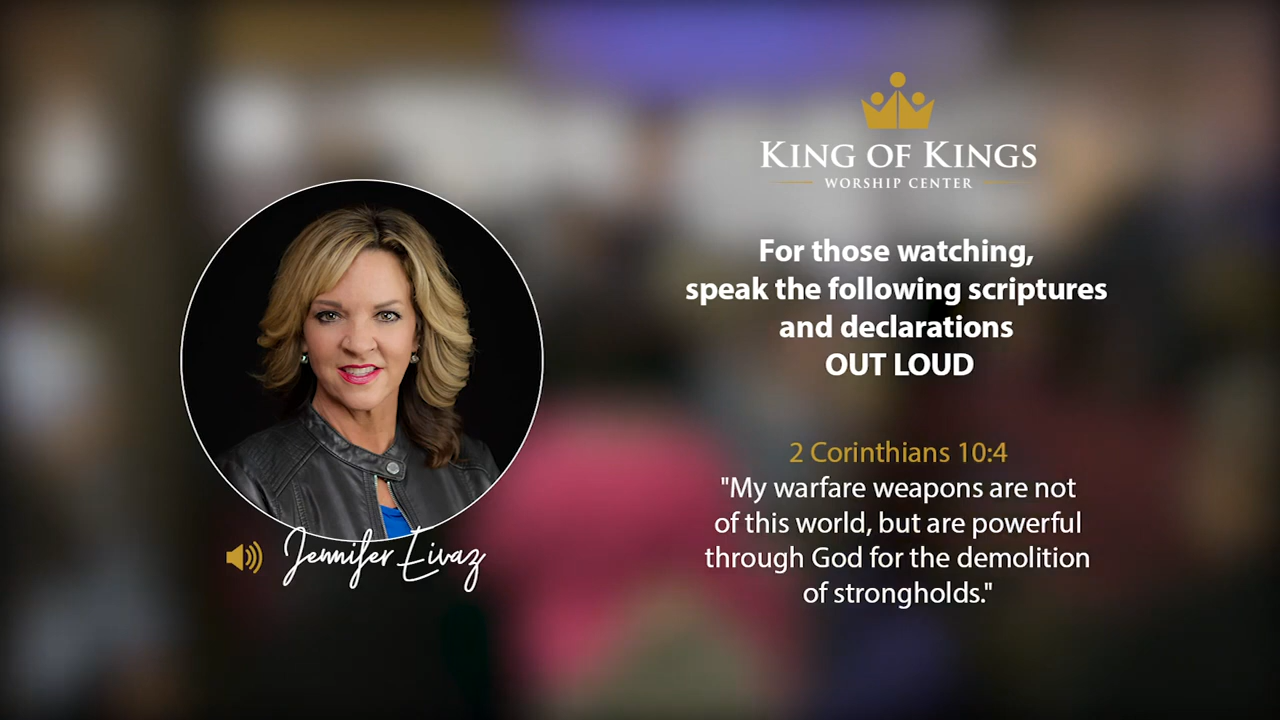 KING OF KINGS
WORSHIP CENTER
For those watching,
speak the following scriptures
and declarations
OUT LOUD
2 Corinthians 10:4
"My warfare weapons are not
of this world, but are powerful
through God for the demolition
of strongholds."
Jennifer Eivaz